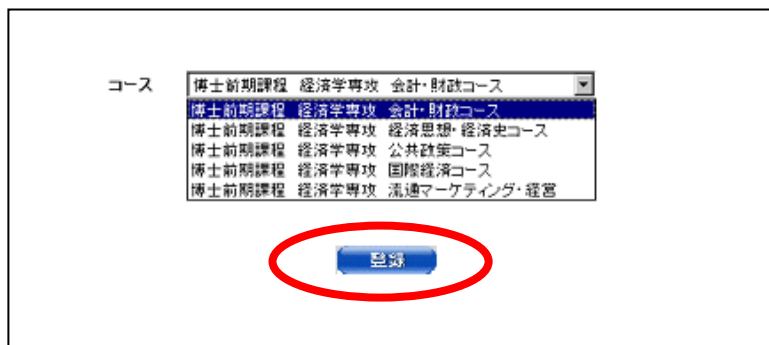 コース 博士前期課程 経済学専攻 会計・財政コース
博士前期課程 経済学専攻 会計・財政コース
博士前期課程 経済学専攻 経済思想・経済史コース
博士前期課程 経済学専攻 公共政策コース
博士前期課程 経済学専攻 国際経済コース
博士前期課程 経済学専攻 流通マーケティング・経営
登録